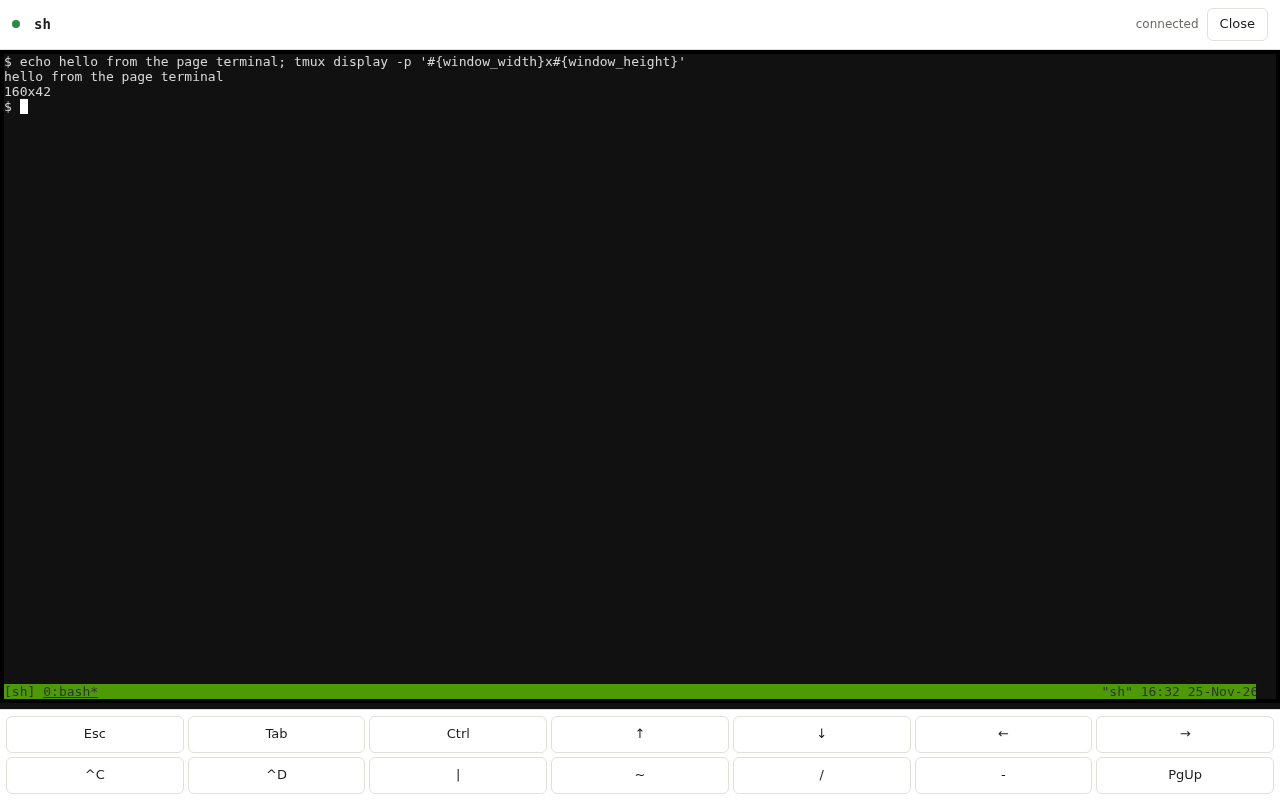 sh
connected
Close
$ echo hello from the page terminal; tmux display -p '#{window_width}x#{window_height}'
hello from the page terminal
160x42
$
[sh] 0:bash*
"sh" 16:32 25-Nov-26
Esc
Tab
Ctrl
↑
↓
←
→
^C
^D
|
~
/
-
PgUp